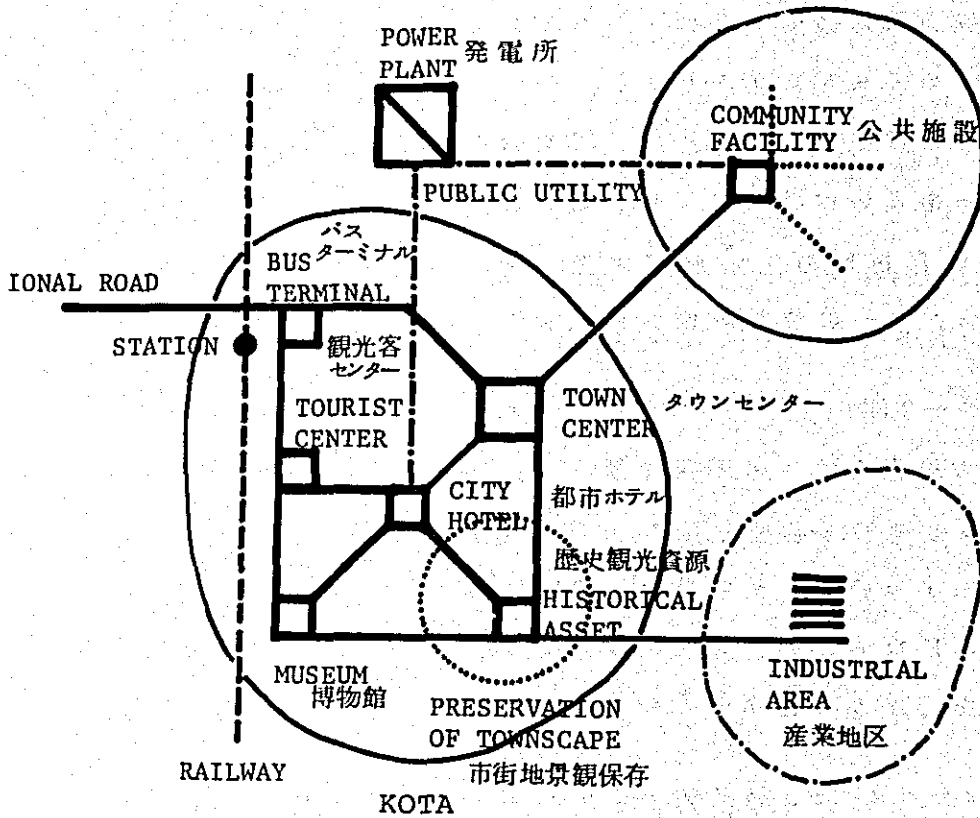 POWER
PLANT
発電所
COMMUNITY
FACILITY
公共施設
PUBLIC UTILITY
バス
ターミナル
BUS
TERMINAL
IONAL ROAD
STATION
観光客
センター
TOURIST
CENTER
TOWN
CENTER
タウンセンター
CITY
HOTEL
都市ホテル
歴史観光資源
HISTORICAL
ASSET
MUSEUM
博物館
INDUSTRIAL
AREA
産業地区
PRESERVATION
OF TOWNSCAPE
市街地景観保存
RAILWAY
KOTA